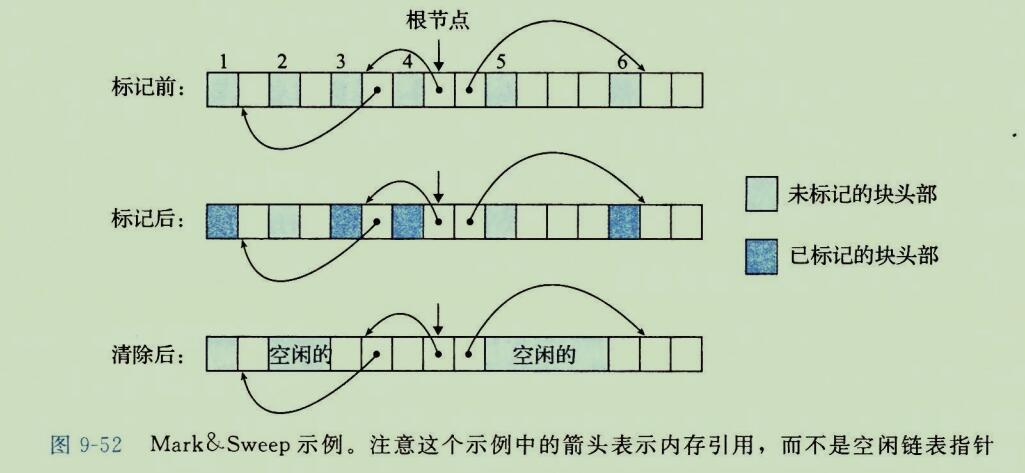 根节点
1 2 3 4 5 6
标记前:
标记后:
未标记的块头部
已标记的块头部
清除后: 空闲的 空闲的
图 9-52 Mark&Sweep 示例。注意这个示例中的箭头表示内存引用，而不是空闲链表指针